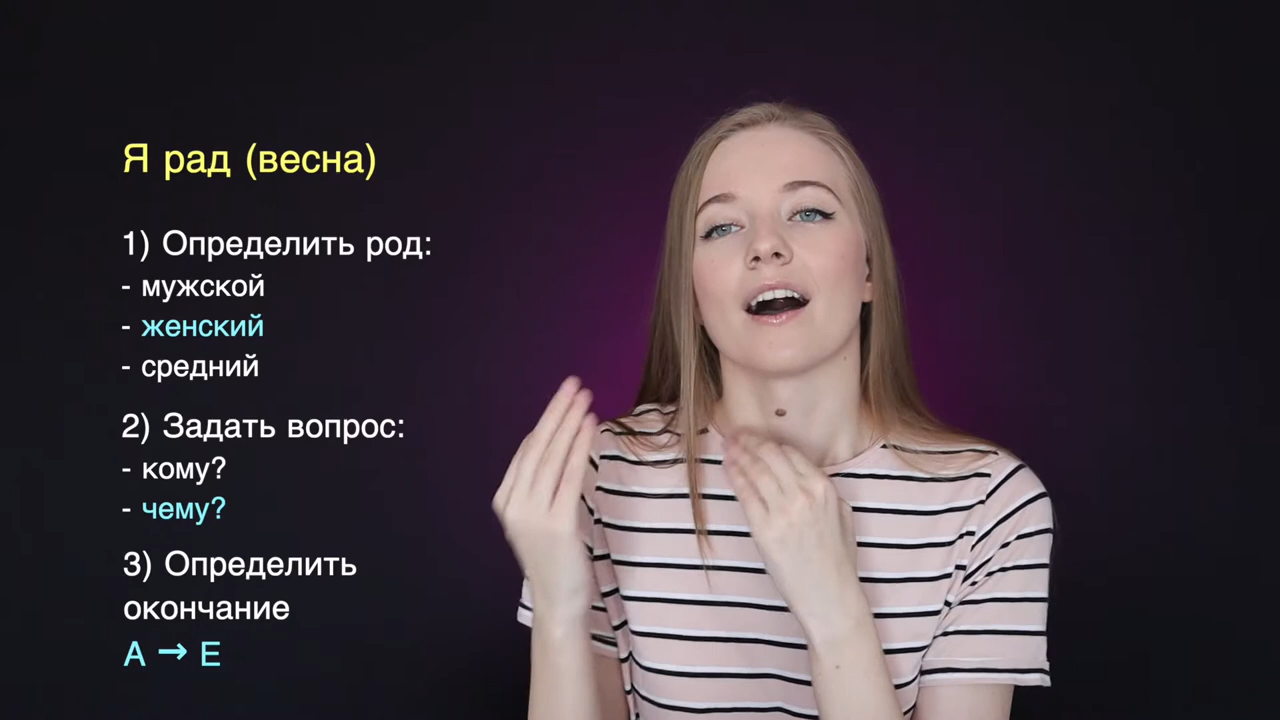 Я рад (весна)
1) Определить род:
- мужской
- женский
- средний
2) Задать вопрос:
- кому?
- чему?
3) Определить
окончание
А → Е